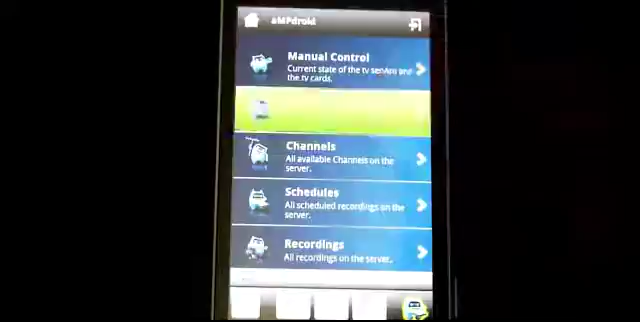 aMPdroid
Manual Control
Current state of the tv server and
the tv cards.
Channels
All available Channels on the
server.
Schedules
All scheduled recordings on the
server.
Recordings
All recordings on the server.